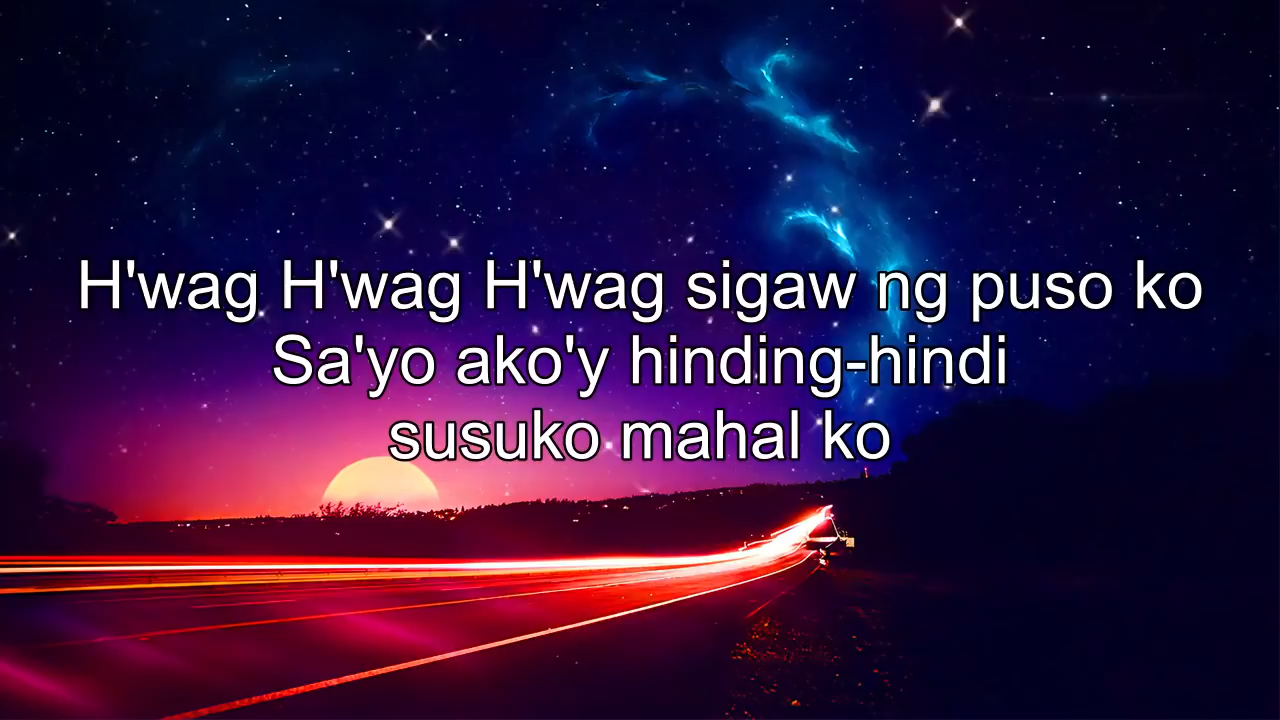 H'wag H'wag H'wag sigaw ng puso ko
Sa'yo ako'y hinding-hindi
susuko mahal ko